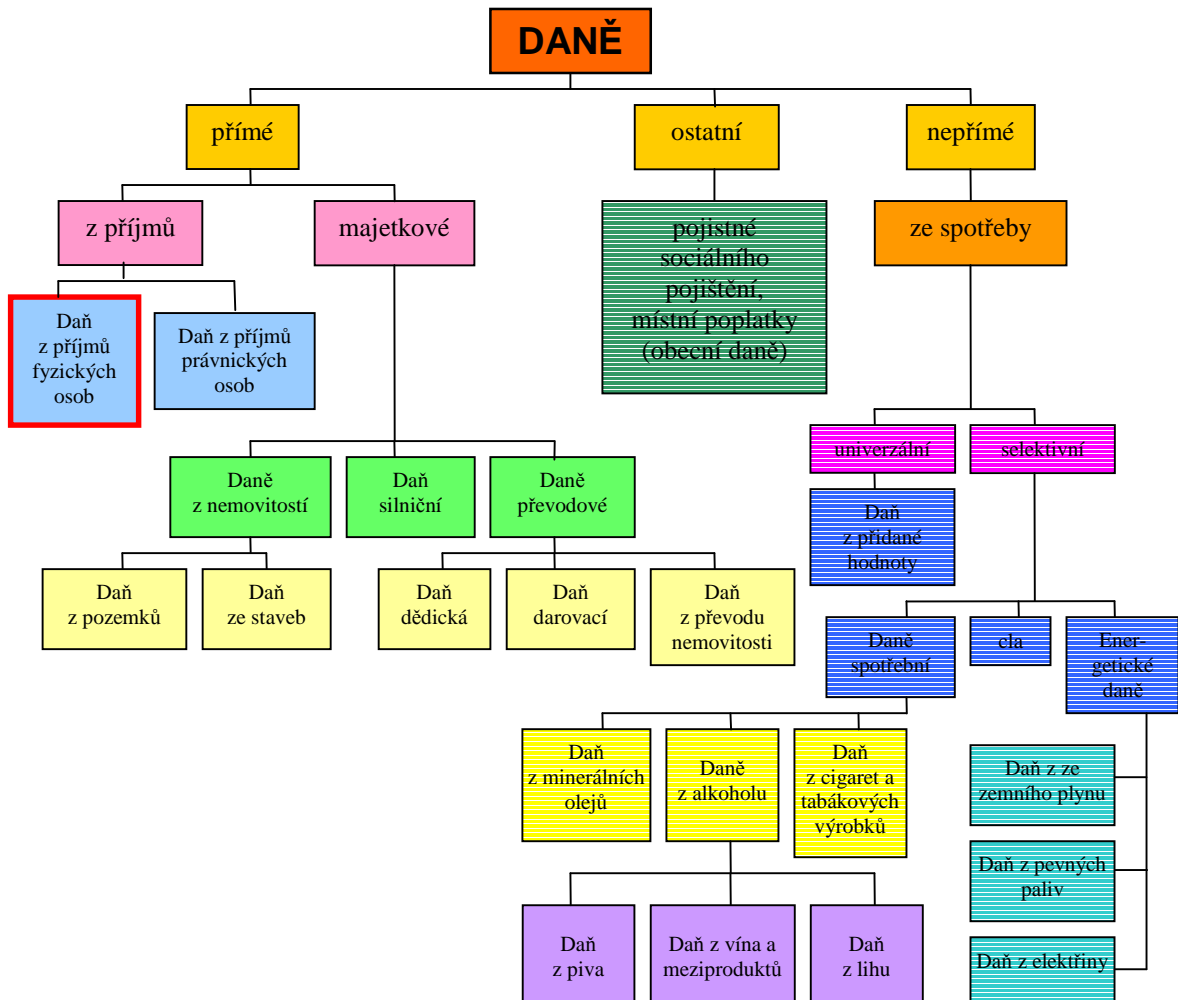 DANĚ
přímé
ostatní
nepřímé
z příjmů
majetkové
pojistné
sociálního
pojištění,
místní poplatky
(obecní daně)
ze spotřeby
Daň
z příjmů
fyzických
osob
Daň z příjmů
právnických
osob
univerzální
selektivní
Daně
z nemovitostí
Daň
silniční
Daně
převodové
Daň
z přidané
hodnoty
Daň
z pozemků
Daň
ze staveb
Daň
dědická
Daň
darovací
Daň
z převodu
nemovitosti
Daně
spotřební
cla
Ener-
getické
daně
Daň
z minerálních
olejů
Daně
z alkoholu
Daň
z cigaret a
tabákových
výrobků
Daň z ze
zemního plynu
Daň z pevných
paliv
Daň z elektřiny
Daň
z piva
Daň z vína a
meziproduktů
Daň
z lihu